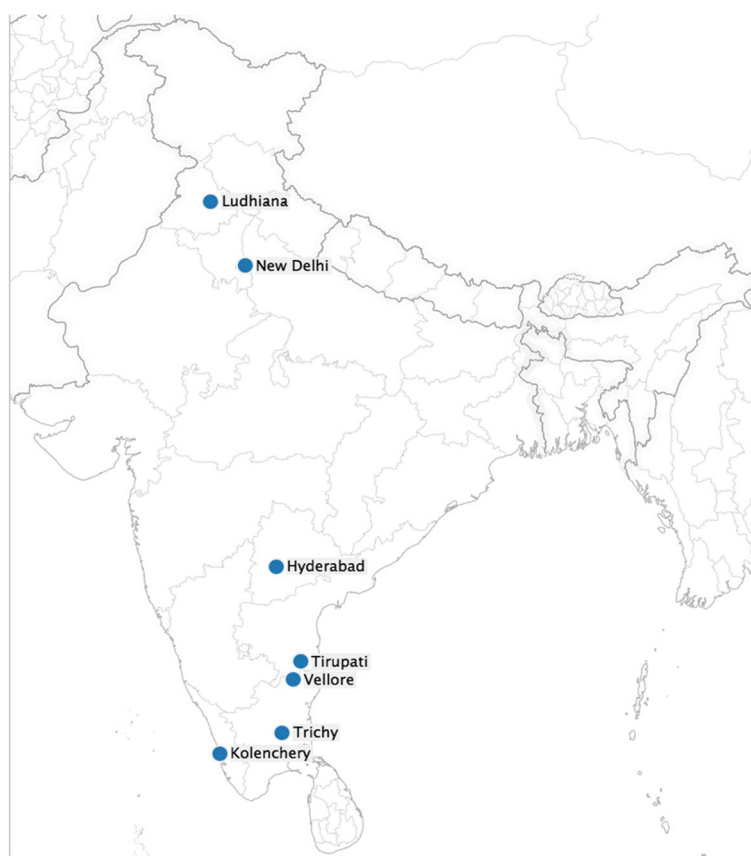 Ludhiana
New Delhi
Hyderabad
Tirupati
Vellore
Trichy
Kolenchery